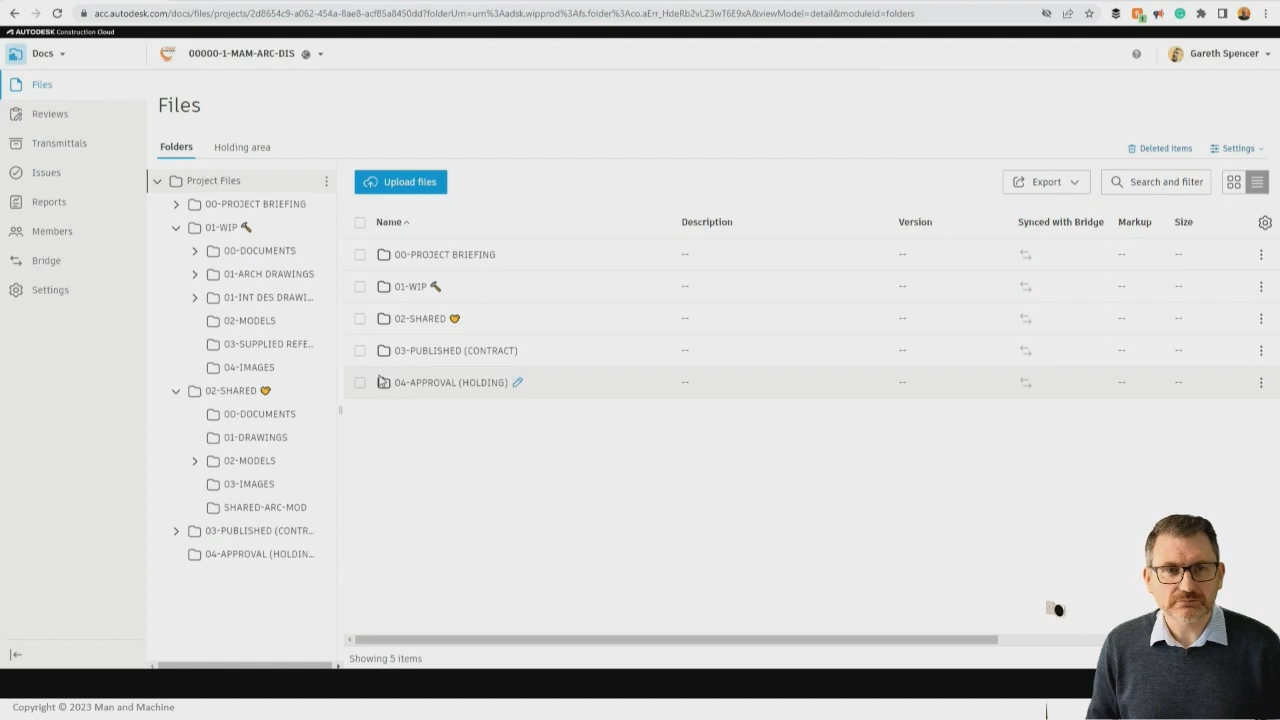 acc.autodesk.com/docs/files/projects/2d8654c9-a062-454a-8ae8-acf85a8450dd?folderUrn=urn%3Aadsk.wipprod%3Afs.folder%3Aco.aErr_HdeRb2vLZ3wT6E9xA&viewModel=detail&moduleId=folders
AUTODESK Construction Cloud
Docs
00000-1-MAM-ARC-DIS
Gareth Spencer
Files
Reviews
Transmittals
Issues
Reports
Members
Bridge
Settings
Files
Folders
Holding area
Deleted items
Settings
Project Files
00-PROJECT BRIEFING
01-WIP
00-DOCUMENTS
01-ARCH DRAWINGS
01-INT DES DRAWI...
02-MODELS
03-SUPPLIED REFE...
04-IMAGES
02-SHARED
00-DOCUMENTS
01-DRAWINGS
02-MODELS
03-IMAGES
SHARED-ARC-MOD
03-PUBLISHED (CONTR...
04-APPROVAL (HOLDIN...
Upload files
Export
Search and filter
Name Description Version Synced with Bridge Markup Size
00-PROJECT BRIEFING -- -- -- --
01-WIP -- -- -- --
02-SHARED -- -- -- --
03-PUBLISHED (CONTRACT) -- -- -- --
04-APPROVAL (HOLDING) -- -- -- --
Showing 5 items
Copyright © 2023 Man and Machine